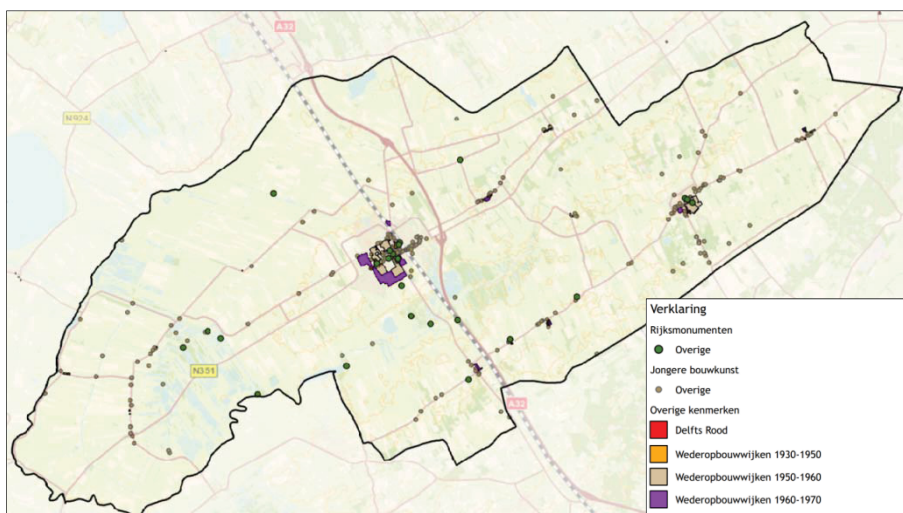 A32
N924
N351
A32
Verklaring
Rijksmonumenten
Overige
Jongere bouwkunst
Overige
Overige kenmerken
Delfts Rood
Wederopbouwwijken 1930-1950
Wederopbouwwijken 1950-1960
Wederopbouwwijken 1960-1970